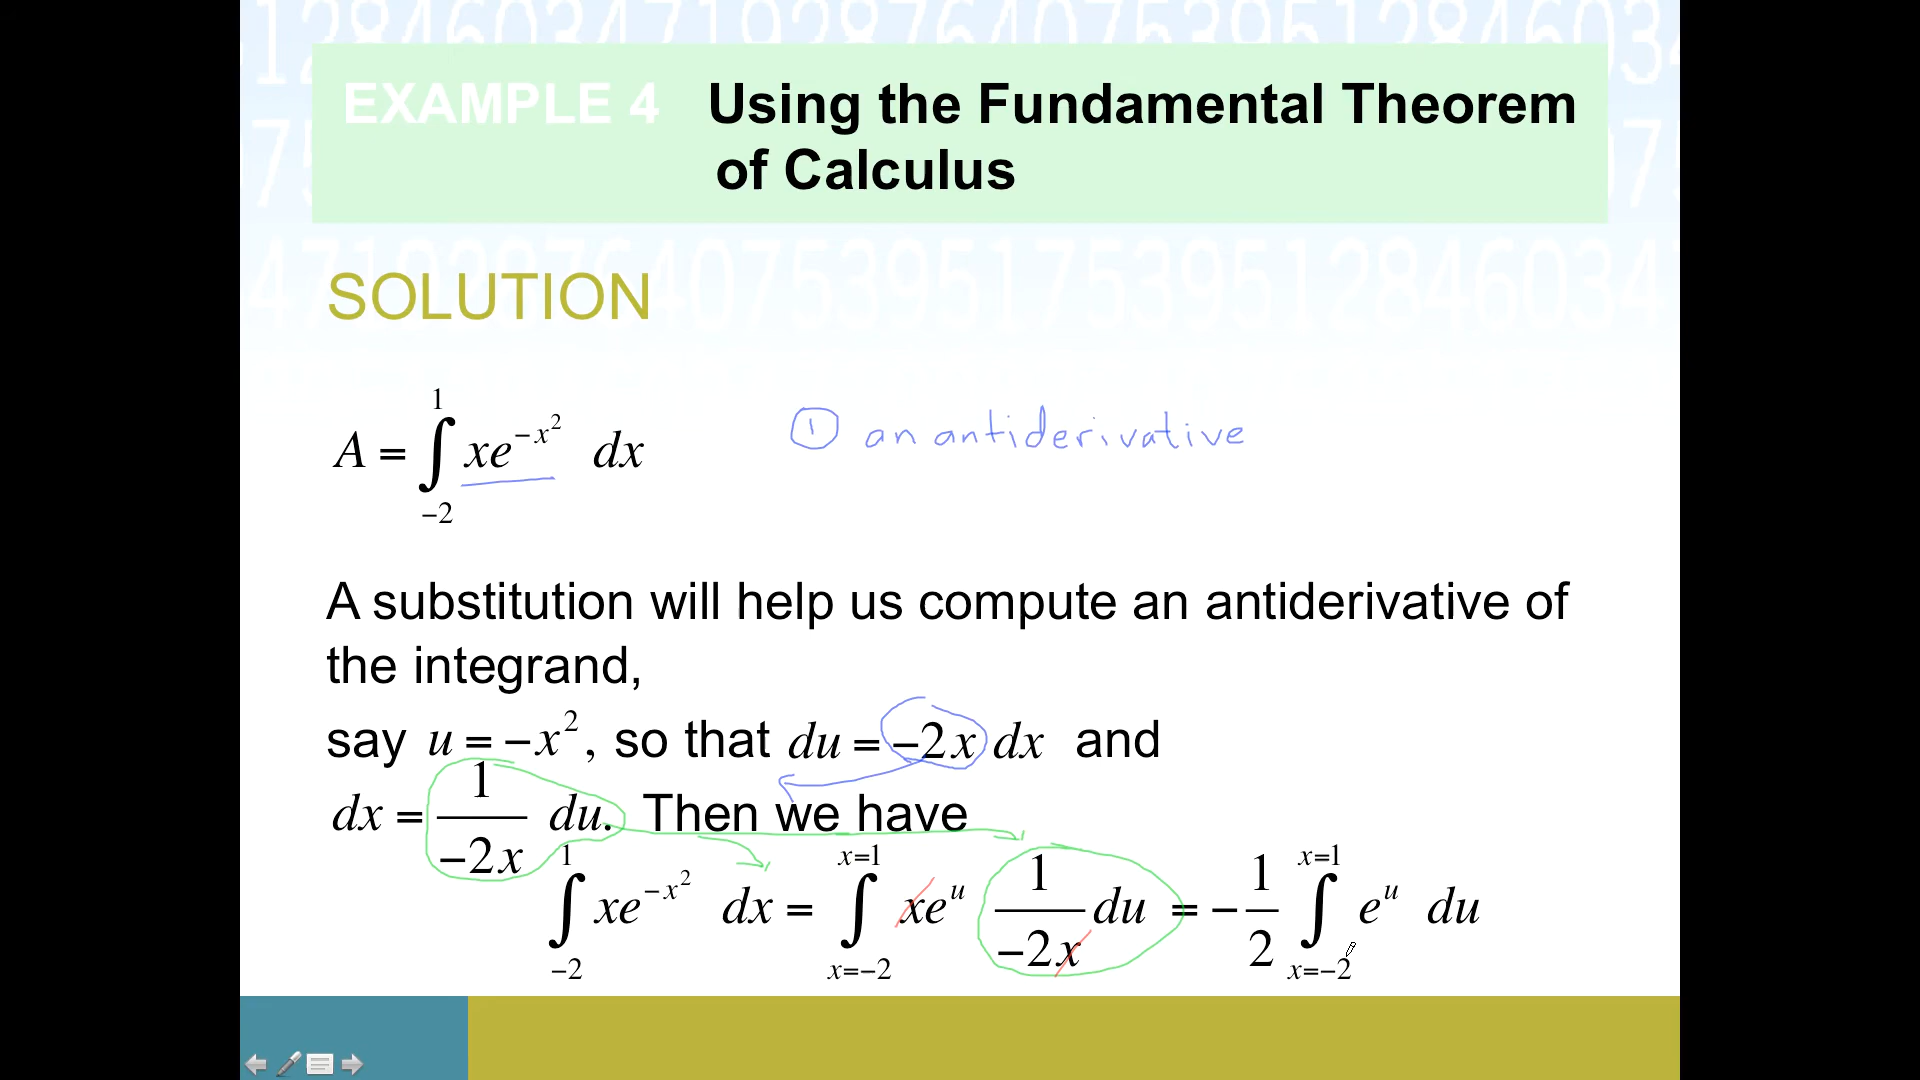 EXAMPLE 4 Using the Fundamental Theorem
of Calculus
SOLUTION
A = ∫_{-2}^{1} xe^{-x^2} dx
① an antiderivative
A substitution will help us compute an antiderivative of
the integrand,
say u = -x^2, so that du = -2x dx and
dx = \frac{1}{-2x} du. Then we have
∫_{-2}^{1} xe^{-x^2} dx = ∫_{x=-2}^{x=1} xe^u \frac{1}{-2x} du = -\frac{1}{2} ∫_{x=-2}^{x=1} e^u du